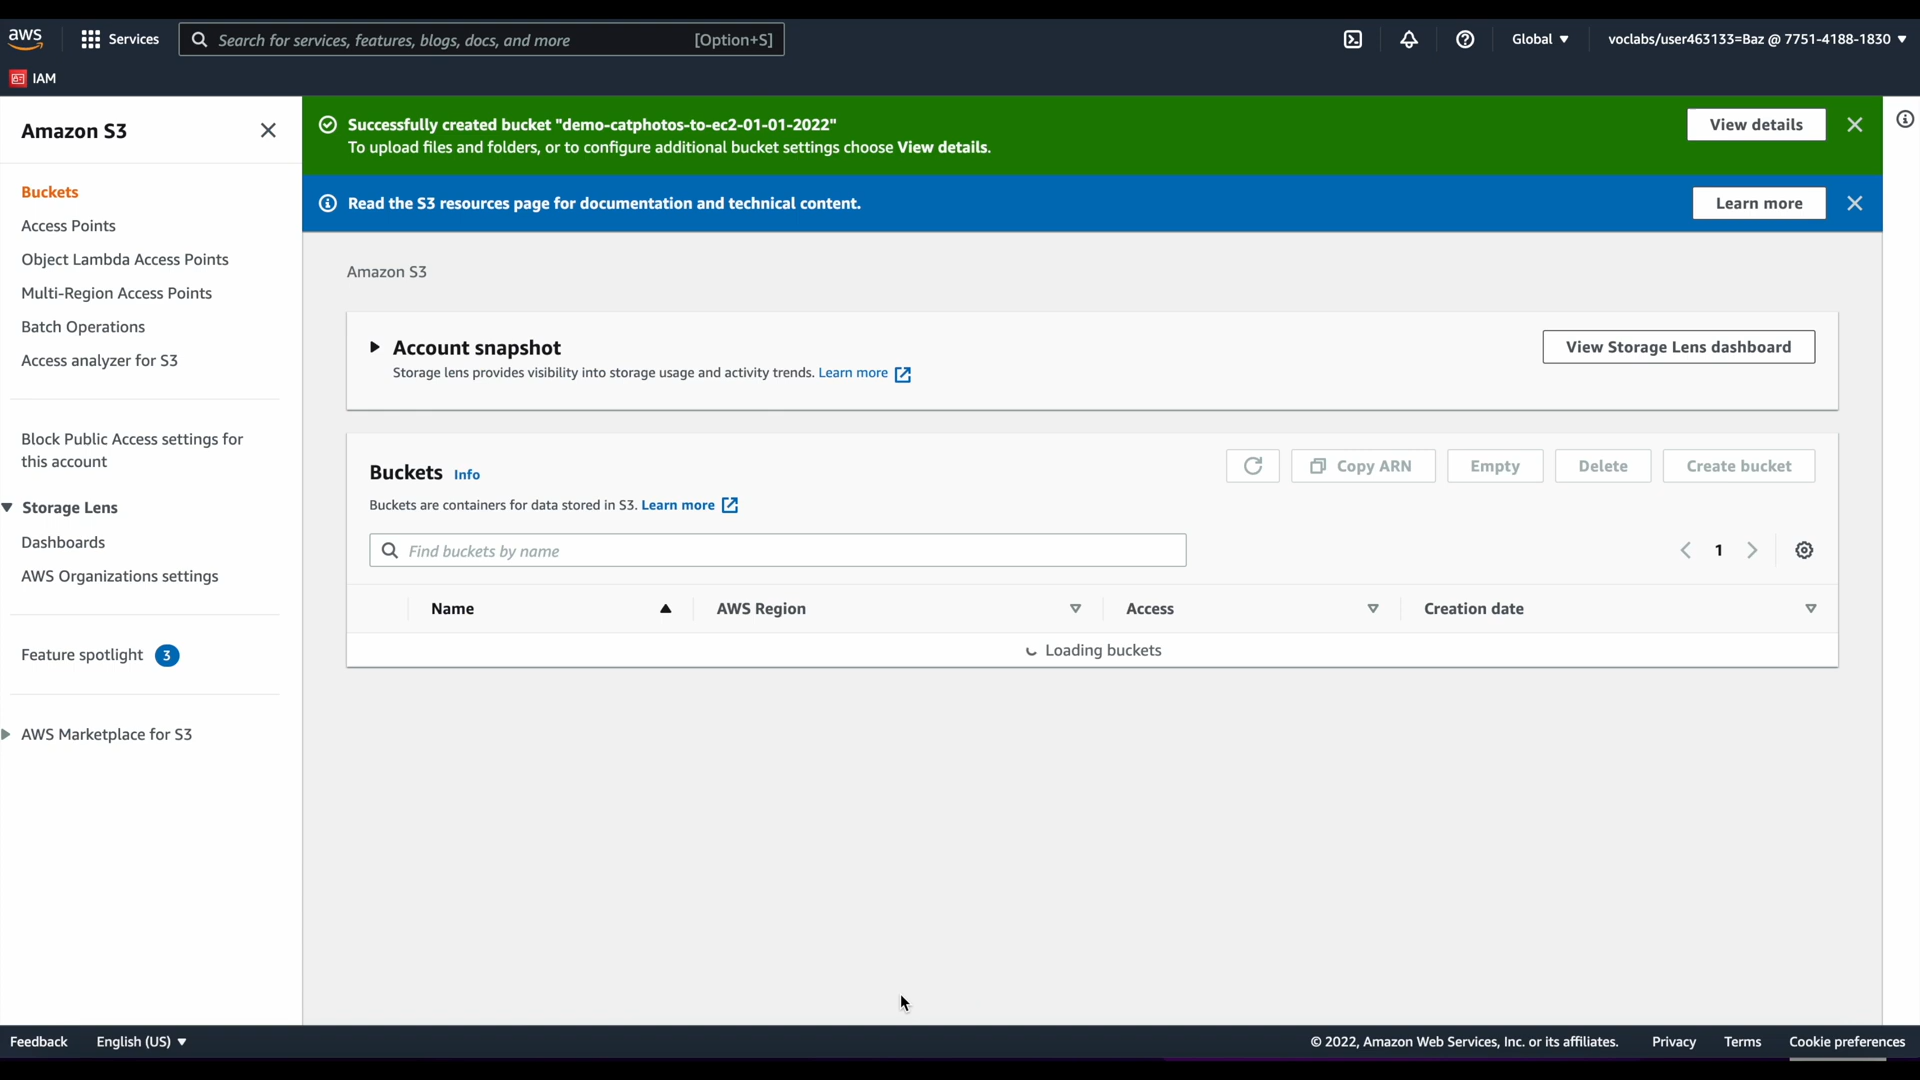 aws
Services
Search for services, features, blogs, docs, and more
[Option+S]
Global
voclabs/user463133=Baz @ 7751-4188-1830
IAM
Amazon S3
Buckets
Access Points
Object Lambda Access Points
Multi-Region Access Points
Batch Operations
Access analyzer for S3
Block Public Access settings for
this account
Storage Lens
Dashboards
AWS Organizations settings
Feature spotlight 3
AWS Marketplace for S3
Successfully created bucket "demo-catphotos-to-ec2-01-01-2022"
To upload files and folders, or to configure additional bucket settings choose View details.
View details
Read the S3 resources page for documentation and technical content.
Learn more
Amazon S3
Account snapshot
Storage lens provides visibility into storage usage and activity trends. Learn more
View Storage Lens dashboard
Buckets Info
Buckets are containers for data stored in S3. Learn more
Copy ARN
Empty
Delete
Create bucket
Find buckets by name
1
Name
AWS Region
Access
Creation date
Loading buckets
Feedback
English (US)
© 2022, Amazon Web Services, Inc. or its affiliates.
Privacy
Terms
Cookie preferences